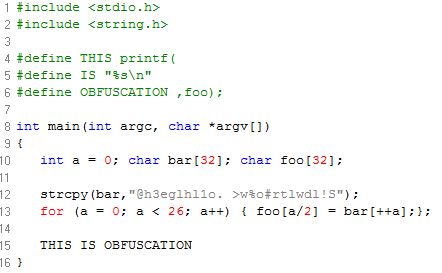 1 #include <stdio.h>
2 #include <string.h>
3
4 #define THIS printf(
5 #define IS "%s\n"
6 #define OBFUSCATION ,foo);
7
8 int main(int argc, char *argv[])
9 {
10 int a = 0; char bar[32]; char foo[32];
11
12 strcpy(bar,"@h3eglhl1o. >w%o#rtlwdl!S");
13 for (a = 0; a < 26; a++) { foo[a/2] = bar[++a];};
14
15 THIS IS OBFUSCATION
16 }